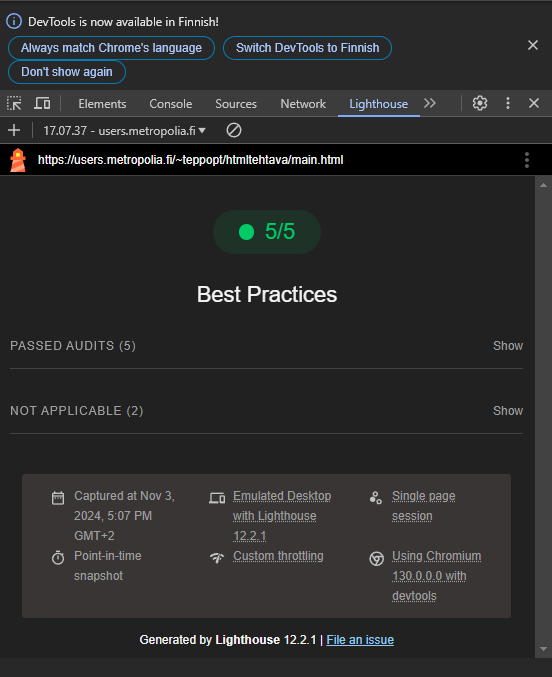 DevTools is now available in Finnish!
Always match Chrome's language
Switch DevTools to Finnish
Don't show again
Elements Console Sources Network Lighthouse
17.07.37 - users.metropolia.fi
https://users.metropolia.fi/~teppopt/htmltehtava/main.html
5/5
Best Practices
PASSED AUDITS (5) Show
NOT APPLICABLE (2) Show
Captured at Nov 3,
2024, 5:07 PM
GMT+2
Emulated Desktop
with Lighthouse
12.2.1
Single page
session
Point-in-time
snapshot
Custom throttling
Using Chromium
130.0.0.0 with
devtools
Generated by Lighthouse 12.2.1 | File an issue